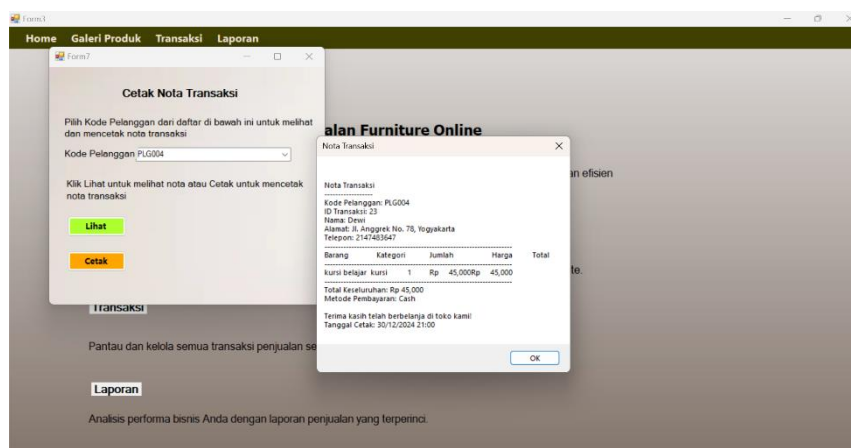 Form3
Home Galeri Produk Transaksi Laporan
Form7
Cetak Nota Transaksi
Pilih Kode Pelanggan dari daftar di bawah ini untuk melihat
dan mencetak nota transaksi
Kode Pelanggan PLG004
Klik Lihat untuk melihat nota atau Cetak untuk mencetak
nota transaksi
Lihat
Cetak
alan Furniture Online
an efisien
Nota Transaksi
Nota Transaksi
------------------
Kode Pelanggan: PLG004
ID Transaksi: 23
Nama: Dewi
Alamat: Jl. Anggrek No. 78, Yogyakarta
Telepon: 2147483647
Barang Kategori Jumlah Harga Total
kursi belajar kursi 1 Rp 45,000Rp 45,000
Total Keseluruhan: Rp 45,000
Metode Pembayaran: Cash
Terima kasih telah berbelanja di toko kami!
Tanggal Cetak: 30/12/2024 21:00
OK
te.
Transaksi
Pantau dan kelola semua transaksi penjualan se
Laporan
Analisis performa bisnis Anda dengan laporan penjualan yang terperinci.